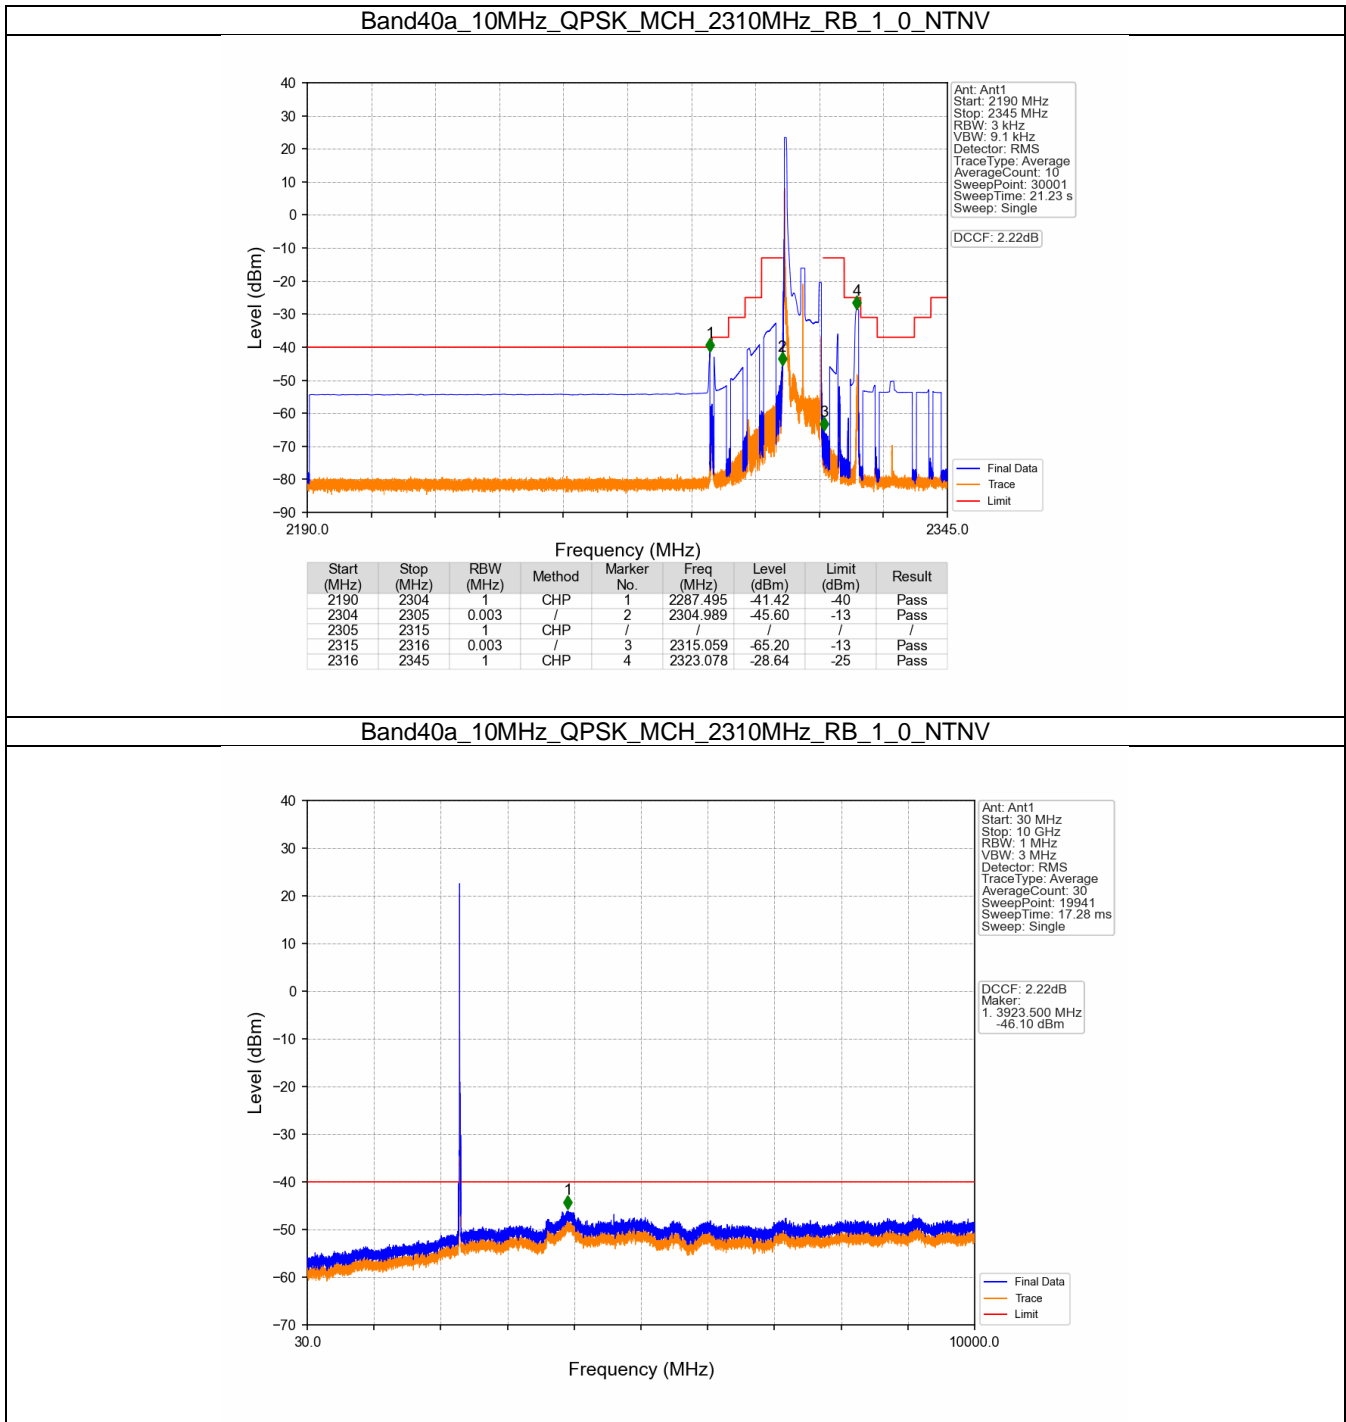 Band40a_10MHz_QPSK_MCH_2310MHz_RB_1_0_NTNV
40
30
20
10
0
−10
−20
−30
−40
−50
−60
−70
−80
−90
Level (dBm)
1
2
3
4
2190.0
2345.0
Frequency (MHz)
Ant: Ant1
Start: 2190 MHz
Stop: 2345 MHz
RBW: 3 kHz
VBW: 9.1 kHz
Detector: RMS
TraceType: Average
AverageCount: 10
SweepPoint: 30001
SweepTime: 21.23 s
Sweep: Single
DCCF: 2.22dB
Final Data
Trace
Limit
Start (MHz) Stop (MHz) RBW (MHz) Method Marker No. Freq (MHz) Level (dBm) Limit (dBm) Result
2190 2304 1 CHP 1 2287.495 -41.42 -40 Pass
2304 2305 0.003 / 2 2304.989 -45.60 -13 Pass
2305 2315 1 CHP / / / / /
2315 2316 0.003 / 3 2315.059 -65.20 -13 Pass
2316 2345 1 CHP 4 2323.078 -28.64 -25 Pass
Band40a_10MHz_QPSK_MCH_2310MHz_RB_1_0_NTNV
40
30
20
10
0
−10
−20
−30
−40
−50
−60
−70
Level (dBm)
1
30.0
10000.0
Frequency (MHz)
Ant: Ant1
Start: 30 MHz
Stop: 10 GHz
RBW: 1 MHz
VBW: 3 MHz
Detector: RMS
TraceType: Average
AverageCount: 30
SweepPoint: 19941
SweepTime: 17.28 ms
Sweep: Single
DCCF: 2.22dB
Maker:
1. 3923.500 MHz
-46.10 dBm
Final Data
Trace
Limit